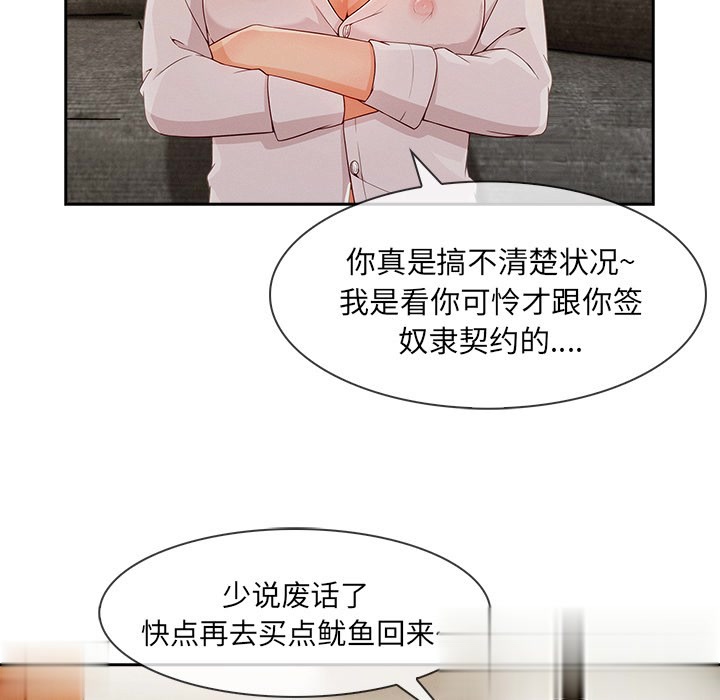 你真是搞不清楚状况~
我是看你可怜才跟你签
奴隶契约的....
少说废话了
快点再去买点鱿鱼回来~